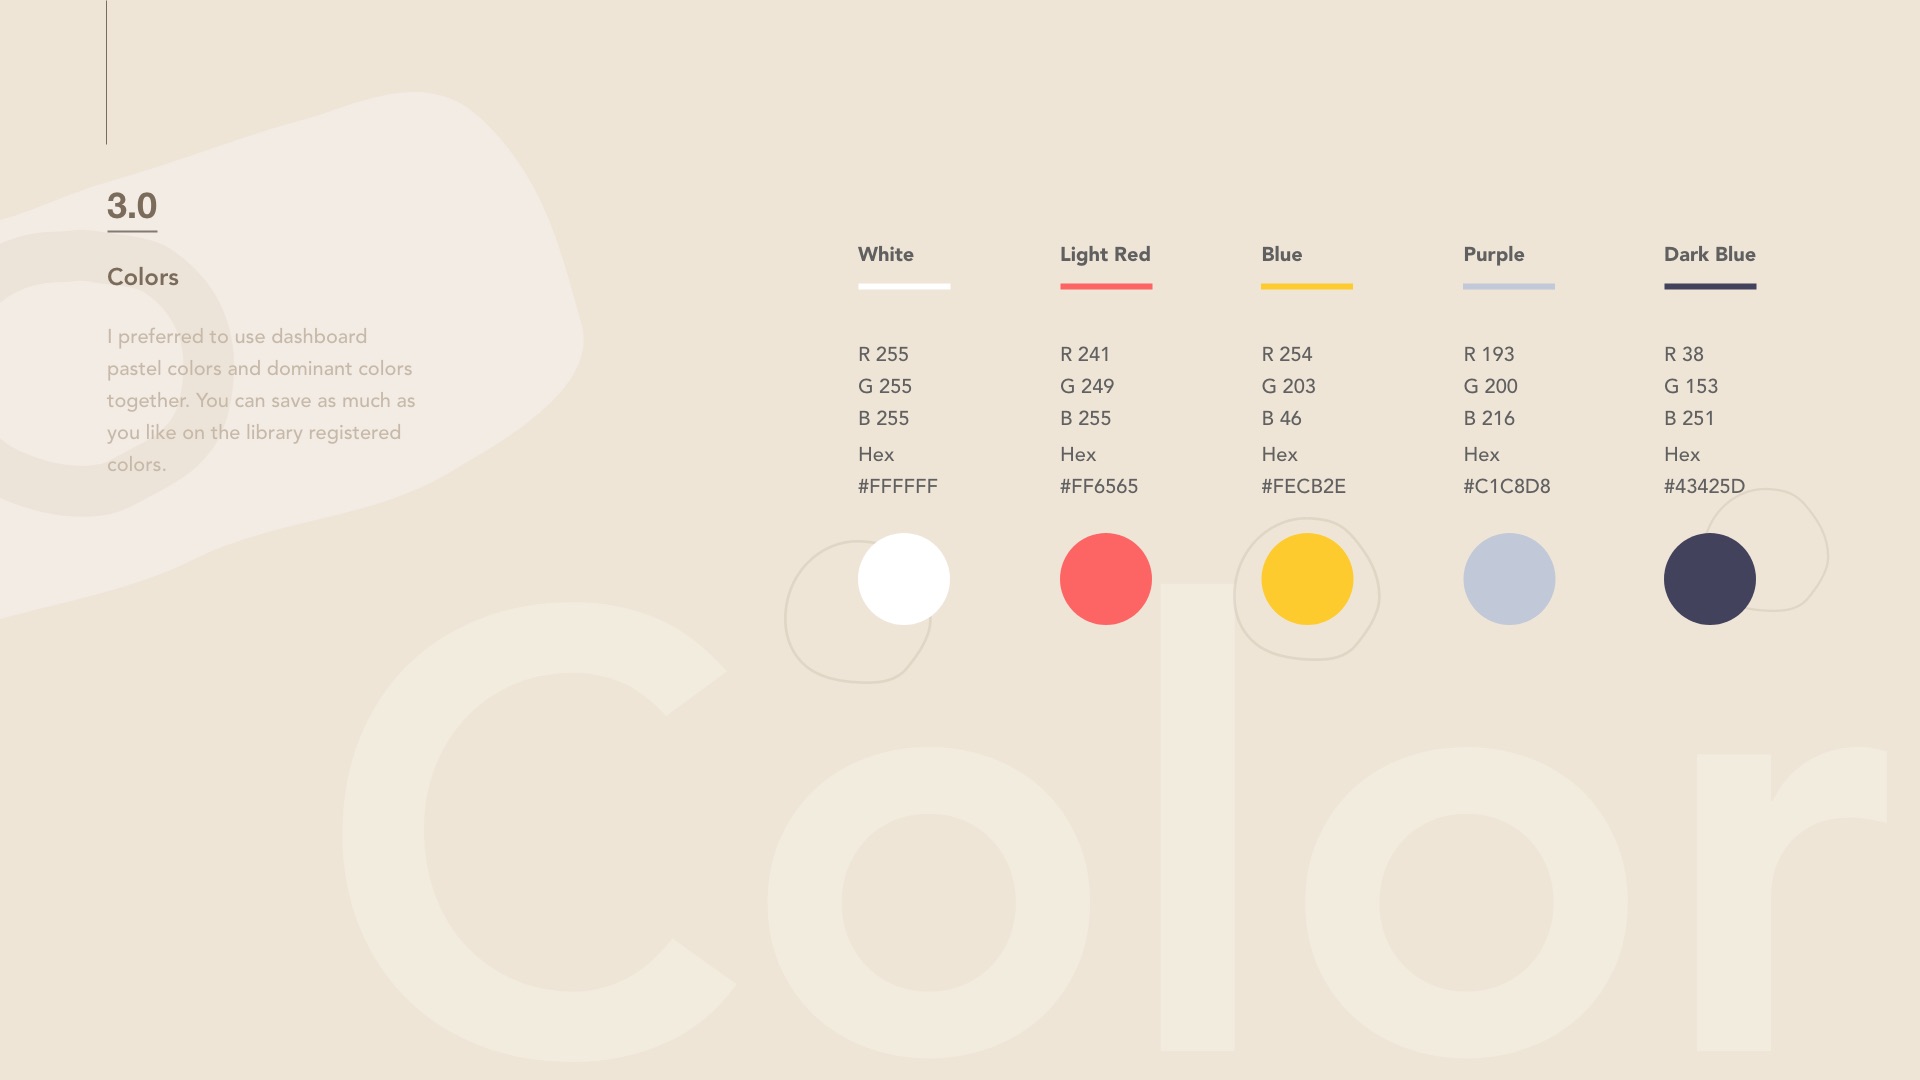 3.0
Colors
I preferred to use dashboard
pastel colors and dominant colors
together. You can save as much as
you like on the library registered
colors.
White
R 255
G 255
B 255
Hex
#FFFFFF
Light Red
R 241
G 249
B 255
Hex
#FF6565
Blue
R 254
G 203
B 46
Hex
#FECB2E
Purple
R 193
G 200
B 216
Hex
#C1C8D8
Dark Blue
R 38
G 153
B 251
Hex
#43425D
Color